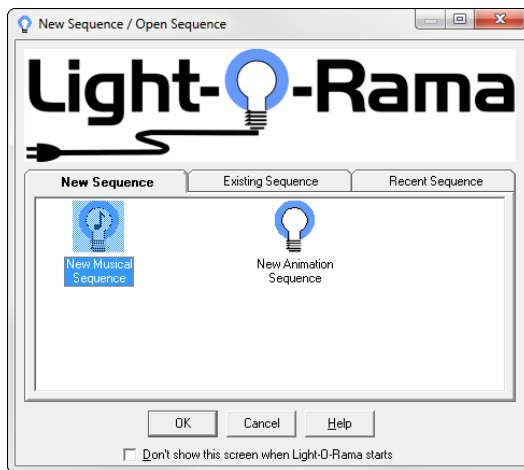 New Sequence / Open Sequence
Light-O-Rama
New Sequence
Existing Sequence
Recent Sequence
New Musical
Sequence
New Animation
Sequence
OK
Cancel
Help
Don't show this screen when Light-O-Rama starts